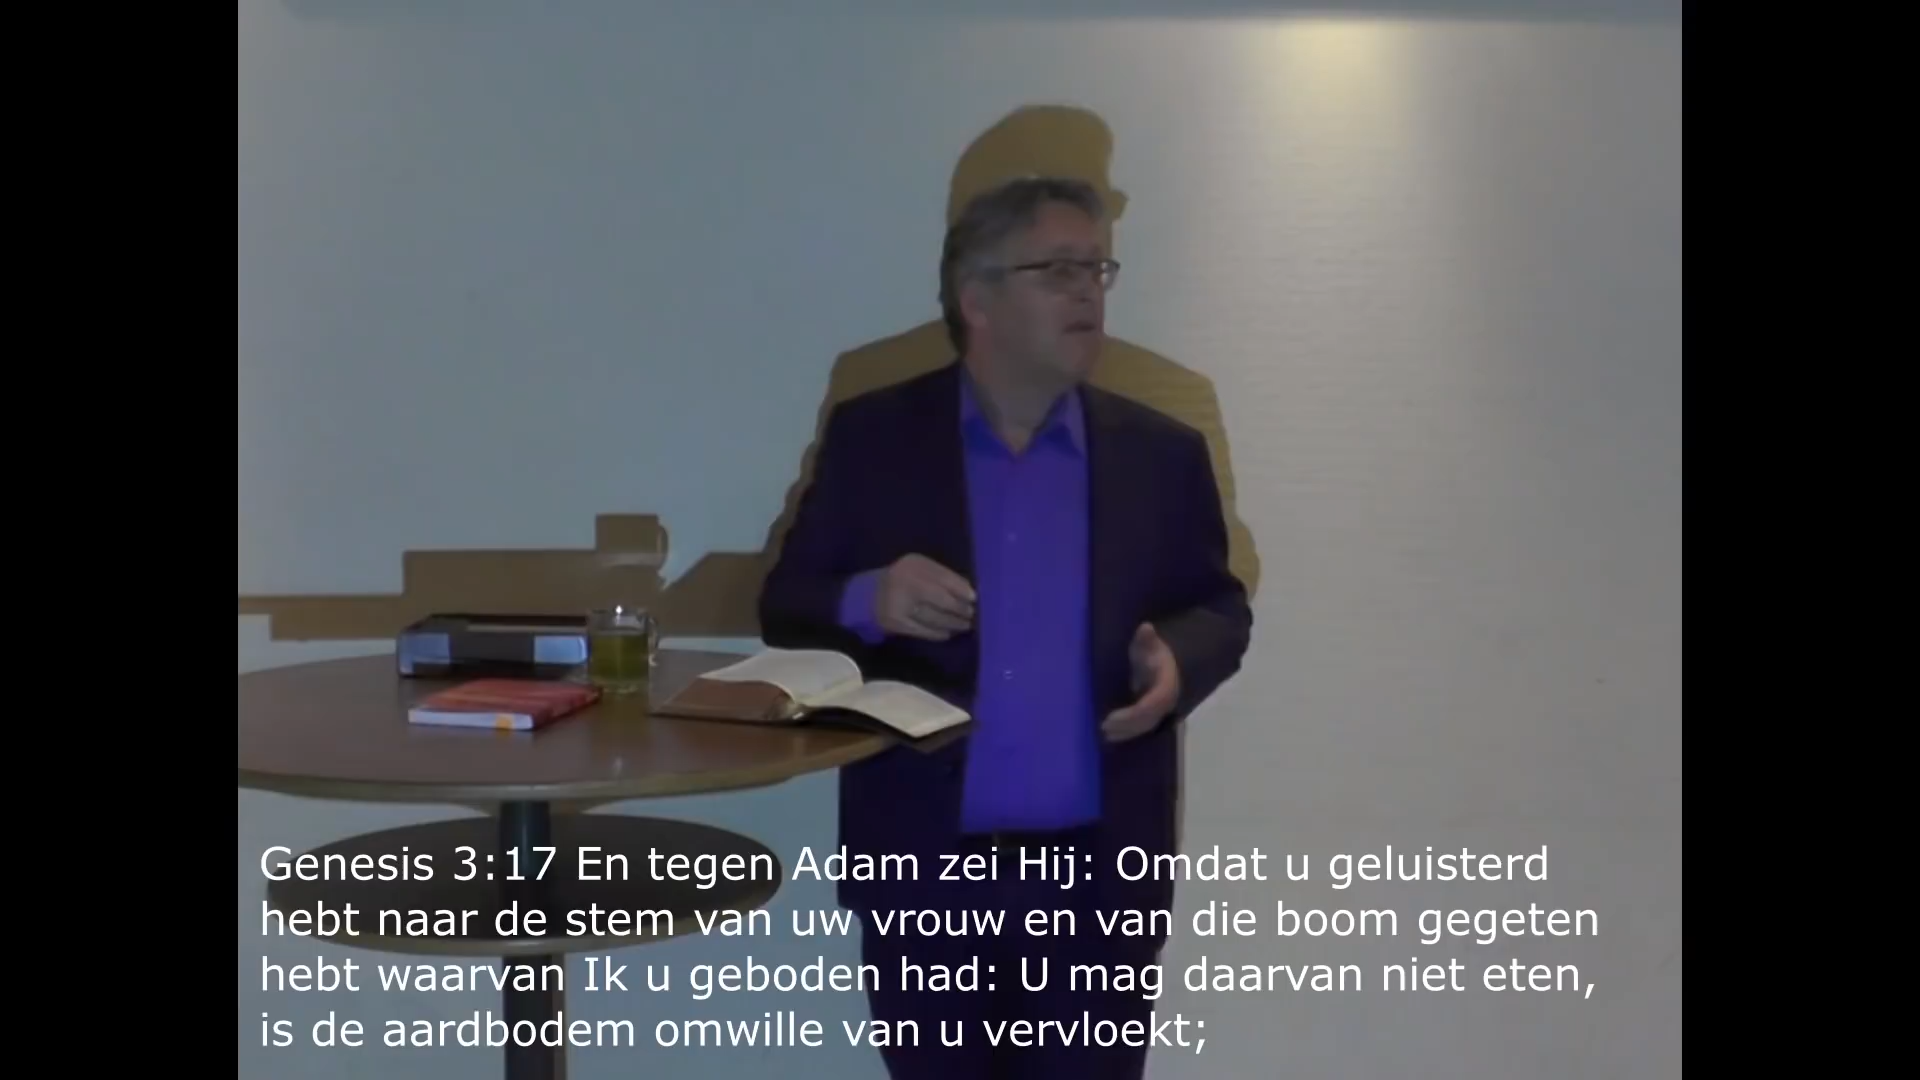 Genesis 3:17 En tegen Adam zei Hij: Omdat u geluisterd
hebt naar de stem van uw vrouw en van die boom gegeten
hebt waarvan Ik u geboden had: U mag daarvan niet eten,
is de aardbodem omwille van u vervloekt;